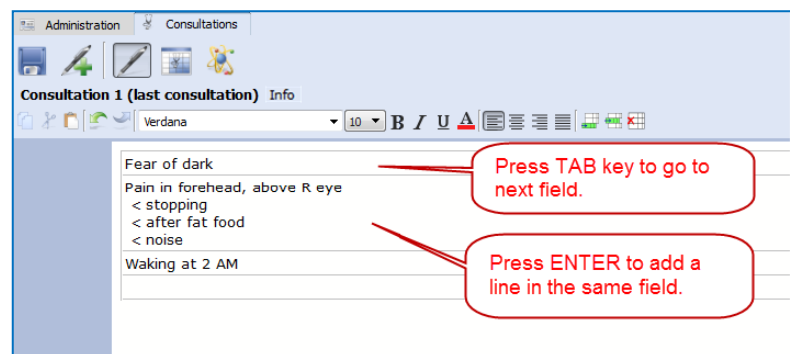 Administration Consultations
Consultation 1 (last consultation) Info
Verdana 10 B I U A
Fear of dark
Press TAB key to go to
next field.
Pain in forehead, above R eye
< stopping
< after fat food
< noise
Waking at 2 AM
Press ENTER to add a
line in the same field.